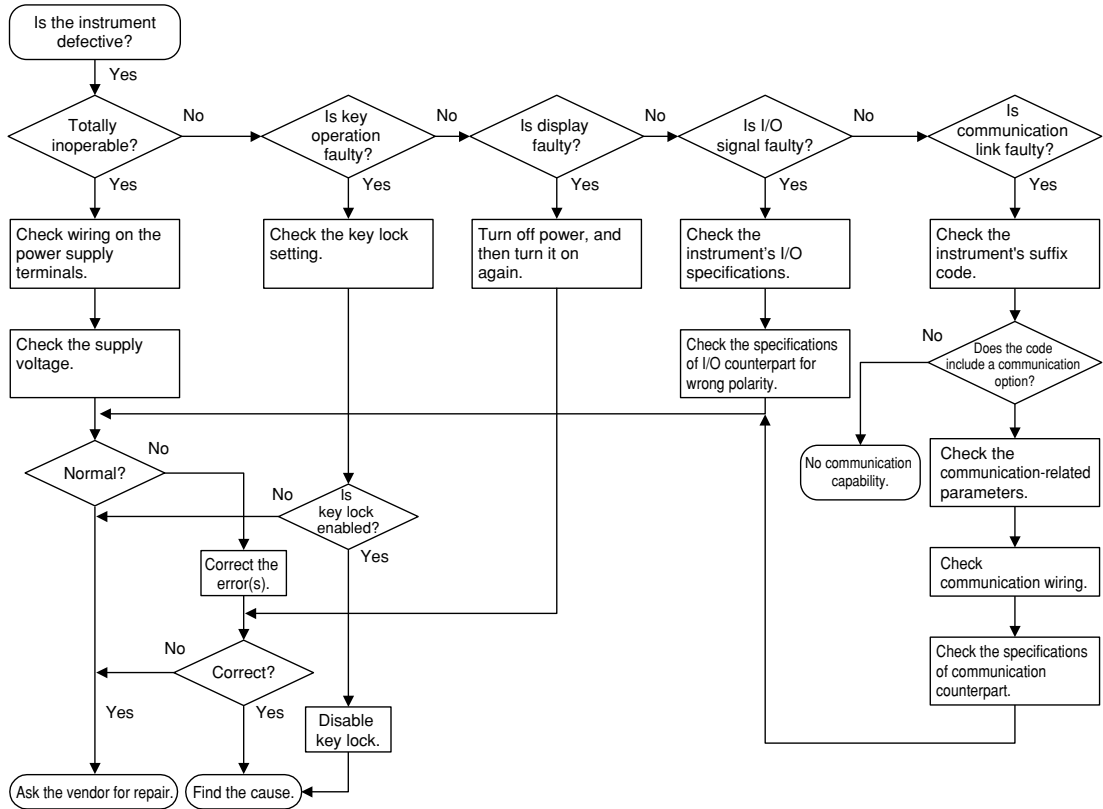 Is the instrument
defective?
Yes
Totally
inoperable?
No
Is key
operation
faulty?
No
Is display
faulty?
No
Is I/O
signal faulty?
No
Is
communication
link faulty?
Yes
Yes
Yes
Yes
Yes
Check wiring on the
power supply
terminals.
Check the key lock
setting.
Turn off power, and
then turn it on
again.
Check the
instrument's I/O
specifications.
Check the
instrument's suffix
code.
Check the supply
voltage.
Check the specifications
of I/O counterpart for
wrong polarity.
No
Does the code
include a communication
option?
Yes
Normal?
No
No communication
capability.
Check the
communication-related
parameters.
No
Is
key lock
enabled?
Yes
Correct the
error(s).
Check
communication wiring.
No
Correct?
Yes
Yes
Check the specifications
of communication
counterpart.
Disable
key lock.
Ask the vendor for repair.
Find the cause.